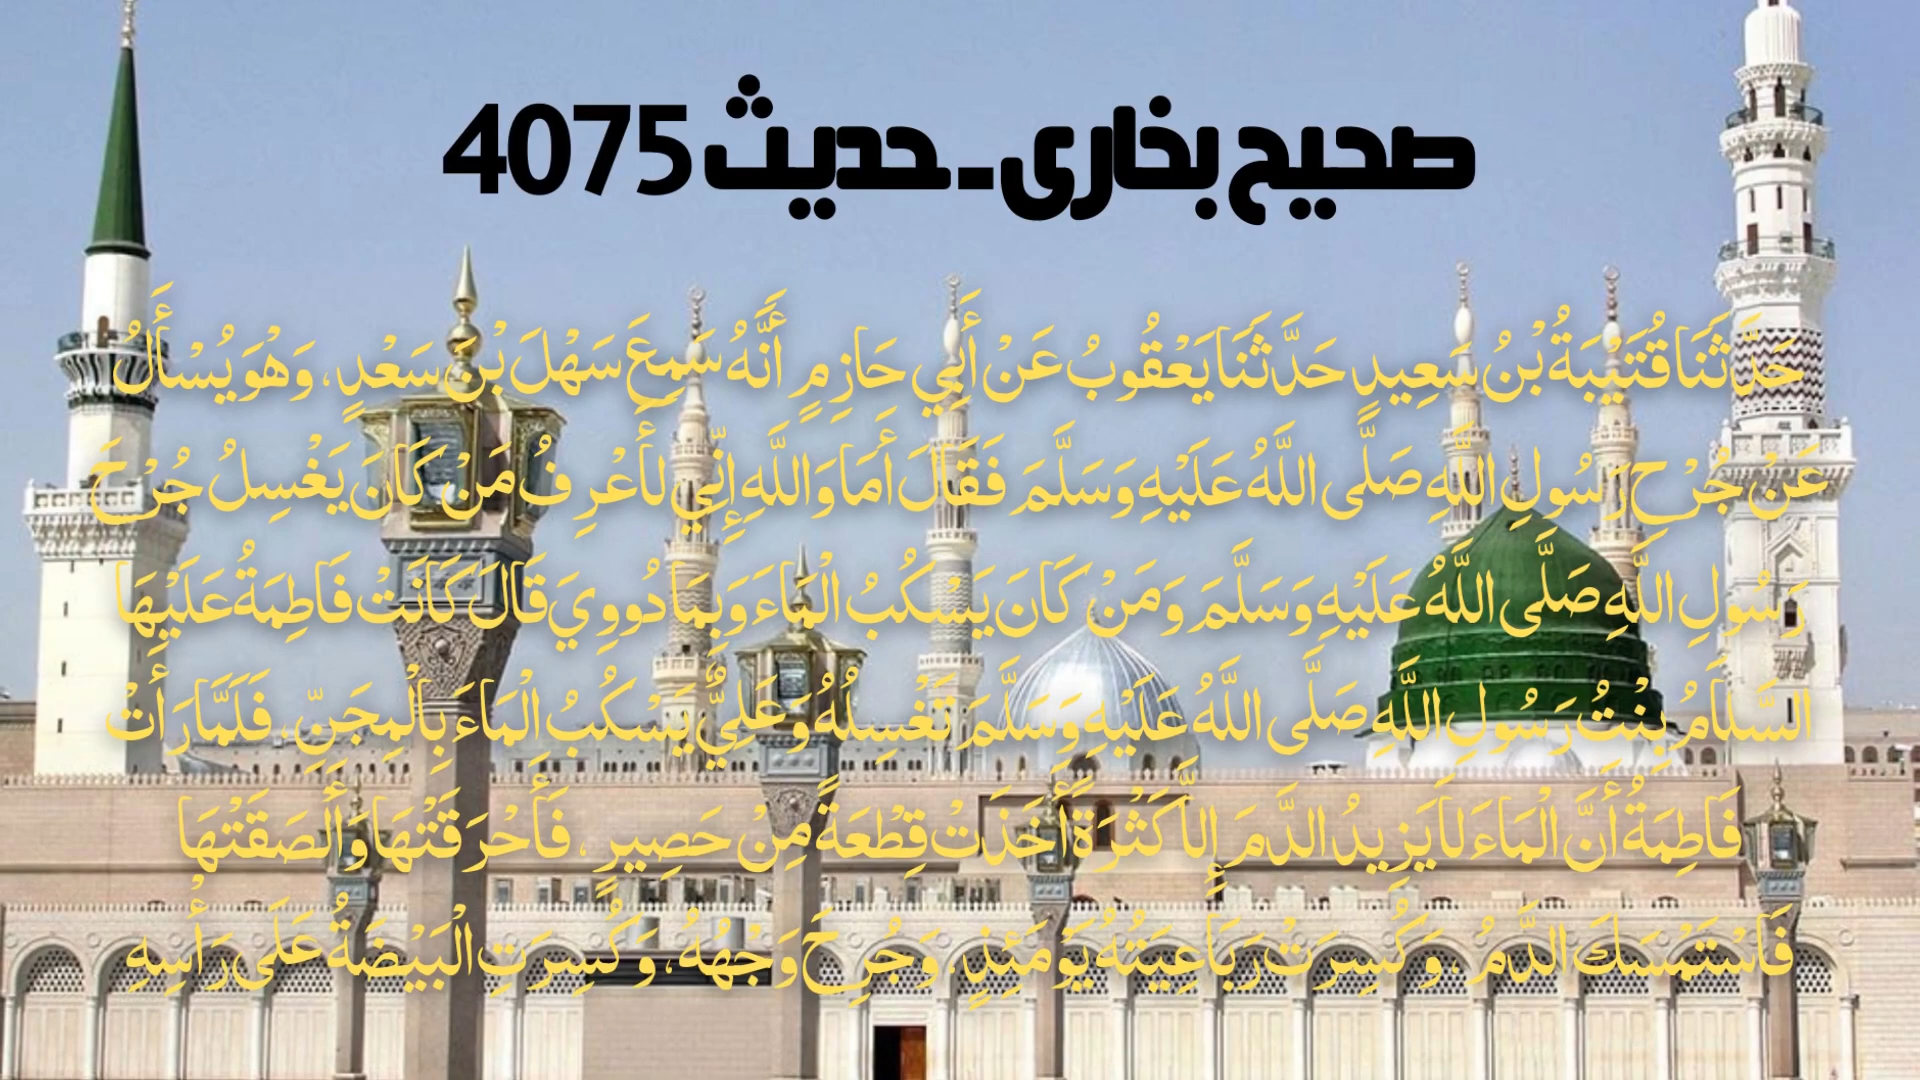 صحیح بخاری - حدیث 4075
حَدَّثَنَا قُتَيْبَةُ بْنُ سَعِيدٍ حَدَّثَنَا يَعْقُوبُ عَنْ أَبِي حَازِمٍ أَنَّهُ سَمِعَ سَهْلَ بْنَ سَعْدٍ، وَهْوَ يُسْأَلُ
عَنْ جُرْحِ رَسُولِ اللَّهِ صَلَّى اللَّهُ عَلَيْهِ وَسَلَّمَ فَقَالَ أَمَا وَاللَّهِ إِنِّي لأَعْرِفُ مَنْ كَانَ يَغْسِلُ جُرْحَ
رَسُولِ اللَّهِ صَلَّى اللَّهُ عَلَيْهِ وَسَلَّمَ وَمَنْ كَانَ يَسْكُبُ الْمَاءَ وَبِمَا دُووِيَ قَالَ كَانَتْ فَاطِمَةُ عَلَيْهَا
السَّلاَمُ بِنْتُ رَسُولِ اللَّهِ صَلَّى اللَّهُ عَلَيْهِ وَسَلَّمَ تَغْسِلُهُ وَعَلِيٌّ يَسْكُبُ الْمَاءَ بِالْمِجَنِّ، فَلَمَّا رَأَتْ
فَاطِمَةُ أَنَّ الْمَاءَ لاَ يَزِيدُ الدَّمَ إِلاَّ كَثْرَةً أَخَذَتْ قِطْعَةً مِنْ حَصِيرٍ، فَأَحْرَقَتْهَا وَأَلْصَقَتْهَا
فَاسْتَمْسَكَ الدَّمُ، وَكُسِرَتْ رَبَاعِيَتُهُ يَوْمَئِذٍ، وَجُرِحَ وَجْهُهُ، وَكُسِرَتِ الْبَيْضَةُ عَلَى رَأْسِهِ